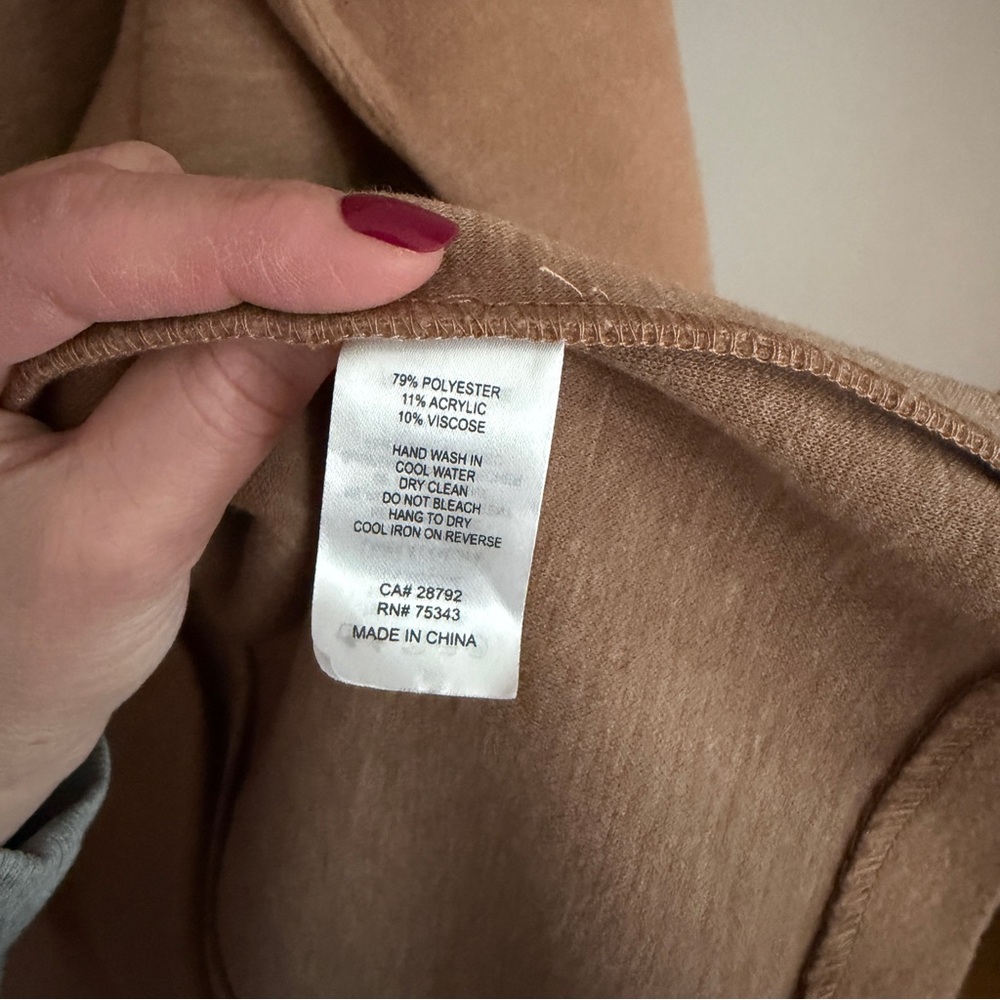 79% POLYESTER
11% ACRYLIC
10% VISCOSE
HAND WASH IN
COOL WATER
DRY CLEAN
DO NOT BLEACH
HANG TO DRY
COOL IRON ON REVERSE
CA# 28792
RN# 75343
MADE IN CHINA